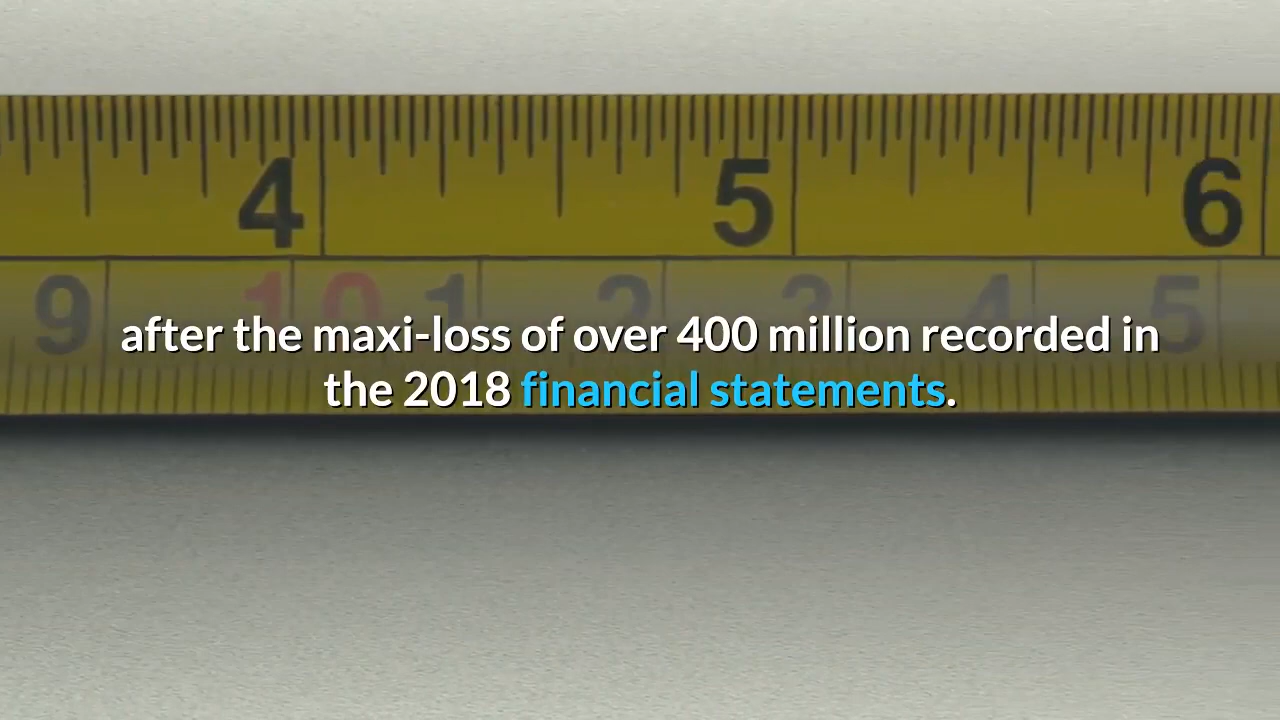 4 5 6
9 10 1 2 3 4 5
after the maxi-loss of over 400 million recorded in
the 2018 financial statements.